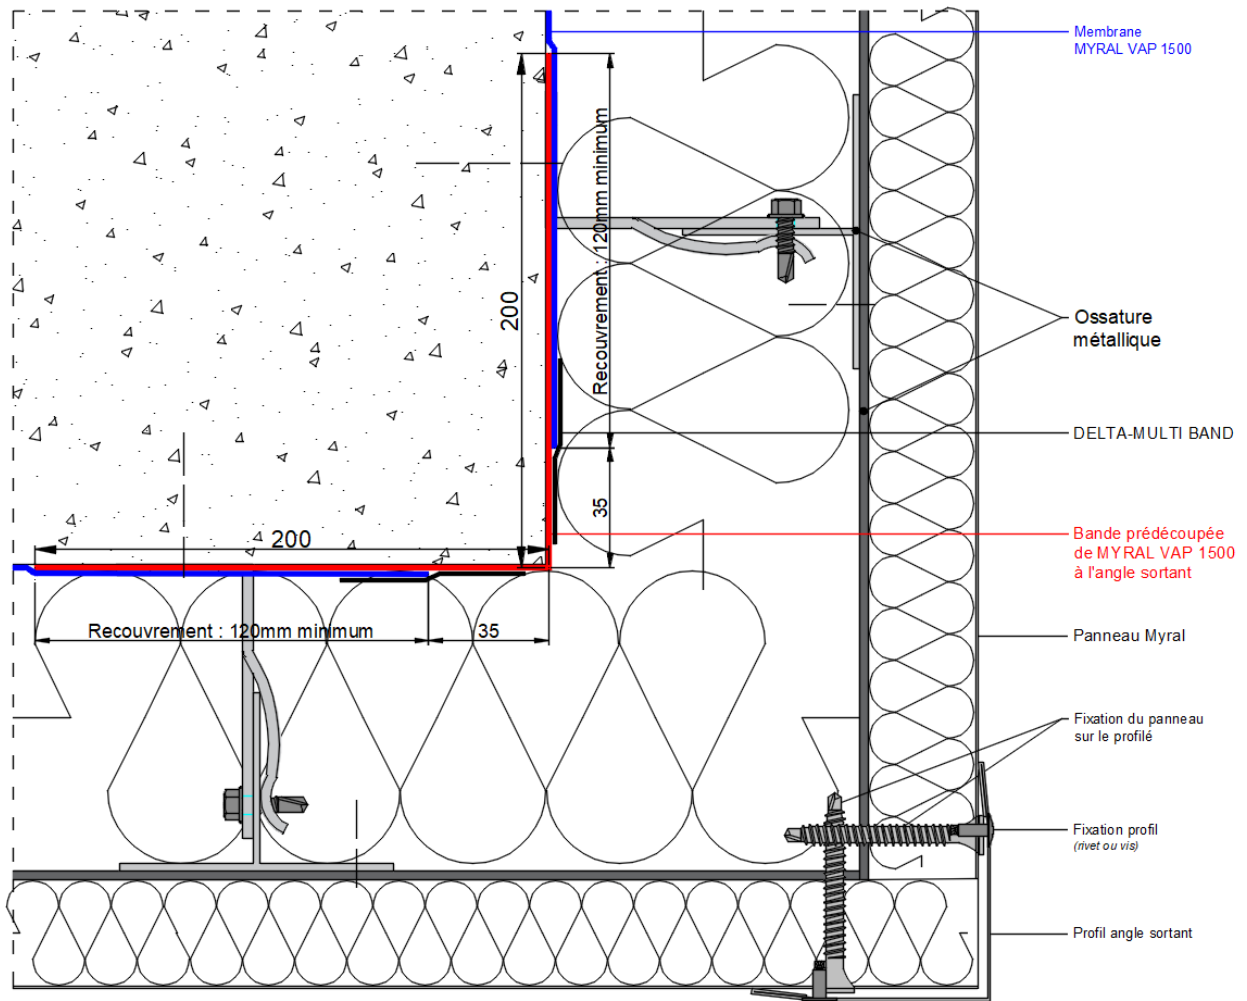 Membrane
MYRAL VAP 1500
200
Recouvrement : 120mm minimum
Ossature
métallique
DELTA-MULTI BAND
35
Bande prédécoupée
de MYRAL VAP 1500
à l'angle sortant
200
Recouvrement : 120mm minimum
35
Panneau Myral
Fixation du panneau
sur le profilé
Fixation profil
(rivet ou vis)
Profil angle sortant